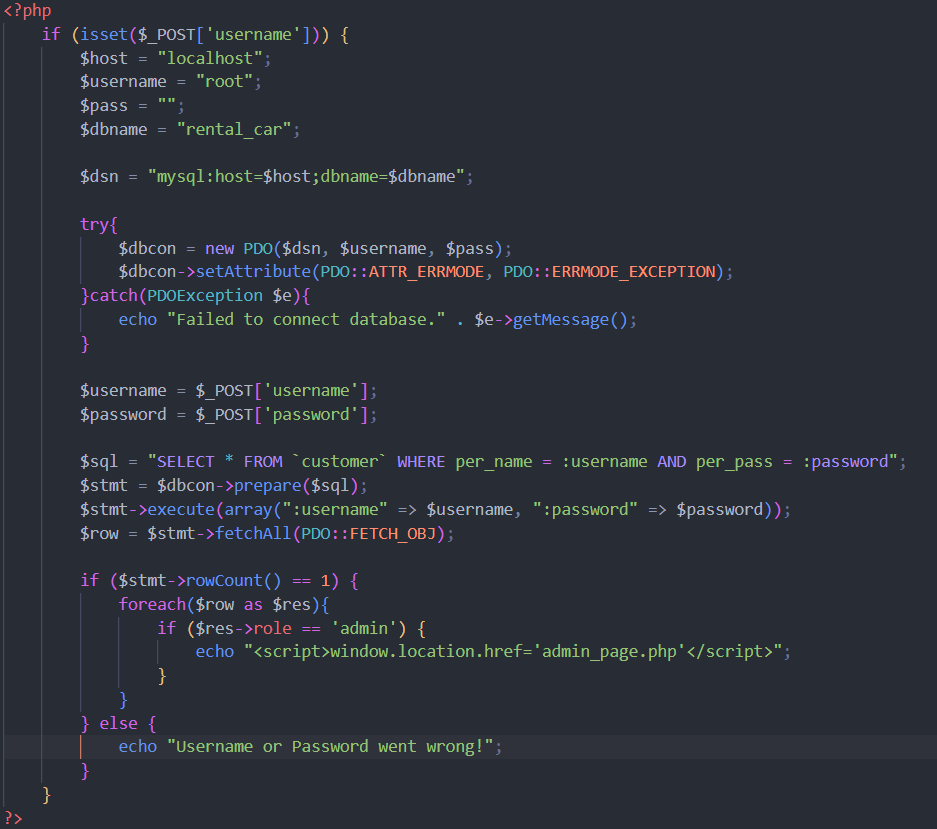 <?php
if (isset($_POST['username'])) {
$host = "localhost";
$username = "root";
$pass = "";
$dbname = "rental_car";
$dsn = "mysql:host=$host;dbname=$dbname";
try{
$dbcon = new PDO($dsn, $username, $pass);
$dbcon->setAttribute(PDO::ATTR_ERRMODE, PDO::ERRMODE_EXCEPTION);
}catch(PDOException $e){
echo "Failed to connect database." . $e->getMessage();
}
$username = $_POST['username'];
$password = $_POST['password'];
$sql = "SELECT * FROM `customer` WHERE per_name = :username AND per_pass = :password";
$stmt = $dbcon->prepare($sql);
$stmt->execute(array(":username" => $username, ":password" => $password));
$row = $stmt->fetchAll(PDO::FETCH_OBJ);
if ($stmt->rowCount() == 1) {
foreach($row as $res){
if ($res->role == 'admin') {
echo "<script>window.location.href='admin_page.php'</script>";
}
}
} else {
echo "Username or Password went wrong!";
}
}
?>